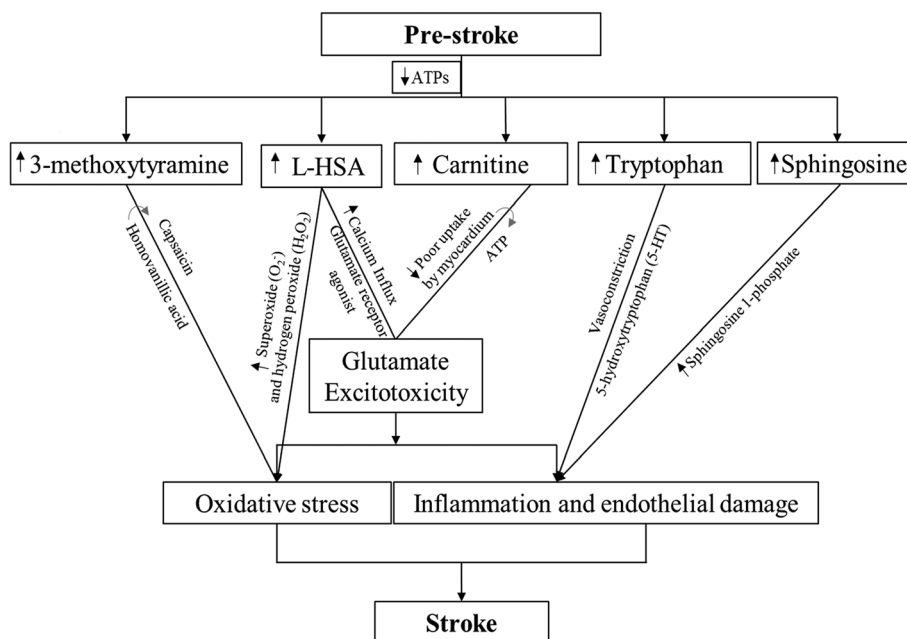 Pre-stroke
↓ATPs
↑3-methoxytyramine
↑ L-HSA
↑ Carnitine
↑Tryptophan
↑Sphingosine
Capsaicin
Homovanillic acid
↑ Superoxide (O₂⁻)
and hydrogen peroxide (H₂O₂)
↑ Calcium Influx
Glutamate receptor
agonist
↓ Poor uptake
by myocardium
ATP
Vasoconstriction
5-hydroxytryptophan (5-HT)
↑ Sphingosine 1-phosphate
Glutamate
Excitotoxicity
Oxidative stress
Inflammation and endothelial damage
Stroke